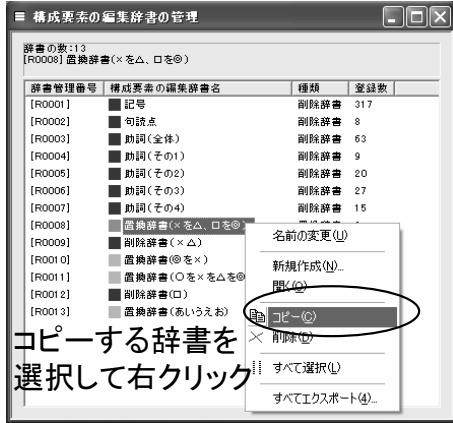 構成要素の編集辞書の管理
辞書の数:13
[R0008] 置換辞書(×を△、口を◎)
辞書管理番号 構成要素の編集辞書名 種類 登録数
[R0001] 記号 削除辞書 317
[R0002] 句読点 削除辞書 8
[R0003] 助詞(全体) 削除辞書 63
[R0004] 助詞(その1) 削除辞書 9
[R0005] 助詞(その2) 削除辞書 20
[R0006] 助詞(その3) 削除辞書 27
[R0007] 助詞(その4) 削除辞書 15
[R0008] 置換辞書(×を△、口を◎)
[R0009] 削除辞書(×△)
[R0010] 置換辞書(◎を×)
[R0011] 置換辞書(○を×を△を◎
[R0012] 削除辞書(口)
[R0013] 置換辞書(あいうえお)
名前の変更(U)
新規作成(N)...
開く(O)
コピー(C)
削除(D)
すべて選択(L)
すべてエクスポート(4)...
コピーする辞書を
選択して右クリック